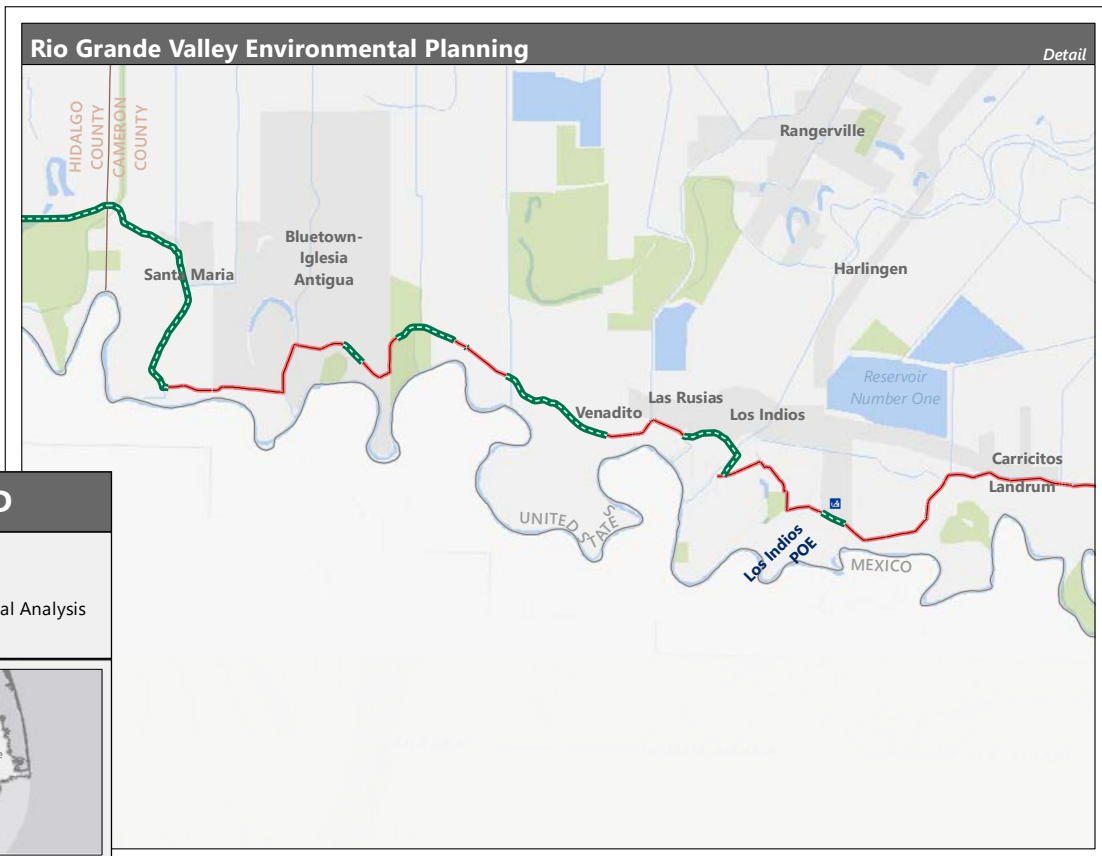 Rio Grande Valley Environmental Planning
Detail
HIDALGO
COUNTY
CAMERON
COUNTY
Rangerville
Bluetown-
Iglesia
Antigua
Santa Maria
Harlingen
Reservoir
Number One
Las Rusias
Venadito
Los Indios
Carricitos
Landrum
UNITED STATES
Los Indios
POE
MEXICO
al Analysis